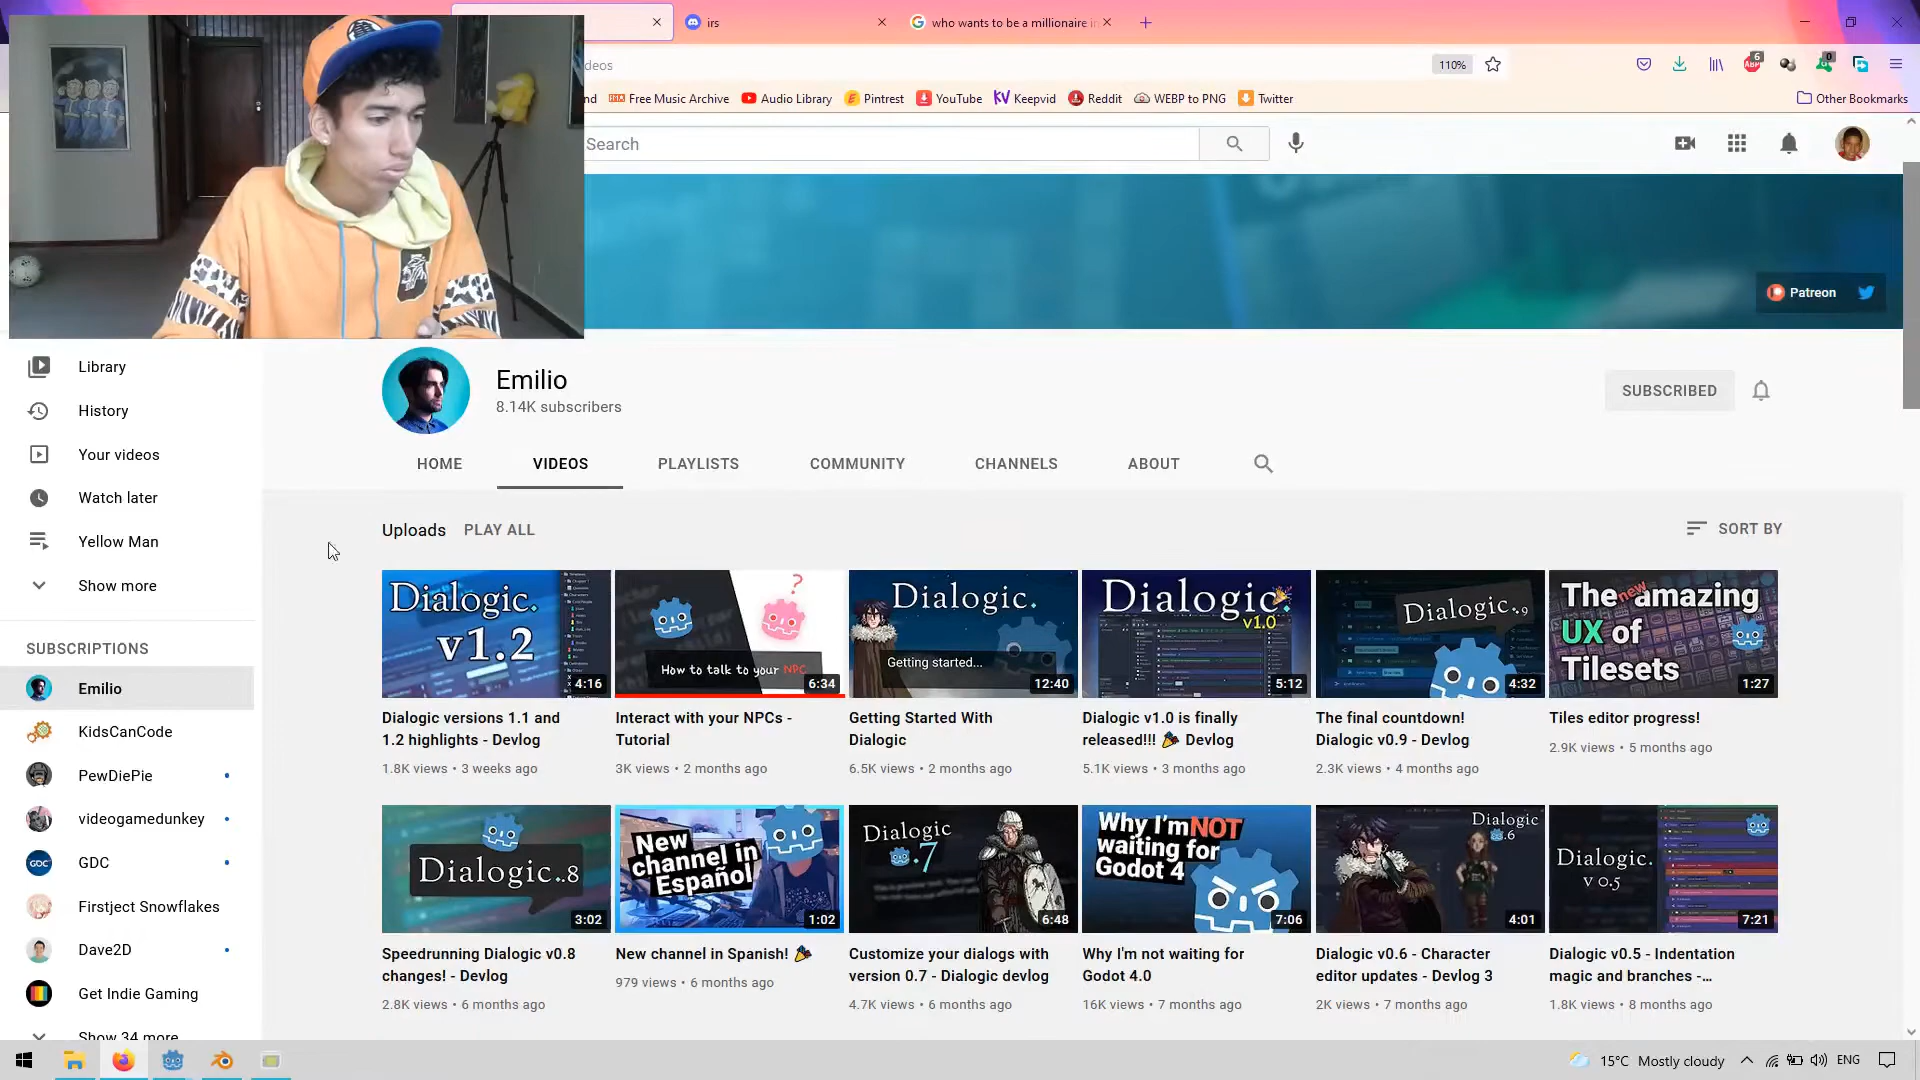 irs
who wants to be a millionaire in
deos
110%
6
0
nd
Free Music Archive
Audio Library
Pintrest
YouTube
Keepvid
Reddit
WEBP to PNG
Twitter
Other Bookmarks
Search
Patreon
Library
History
Your videos
Watch later
Yellow Man
Show more
SUBSCRIPTIONS
Emilio
KidsCanCode
PewDiePie
videogamedunkey
GDC
GDC
Firstject Snowflakes
Dave2D
Get Indie Gaming
Show 34 more
Emilio
8.14K subscribers
SUBSCRIBED
HOME
VIDEOS
PLAYLISTS
COMMUNITY
CHANNELS
ABOUT
Uploads
PLAY ALL
SORT BY
Dialogic.
v1.2
4:16
Dialogic versions 1.1 and
1.2 highlights - Devlog
1.8K views • 3 weeks ago
?
How to talk to your NPC
6:34
Interact with your NPCs -
Tutorial
3K views • 2 months ago
Dialogic.
Getting started...
12:40
Getting Started With
Dialogic
6.5K views • 2 months ago
Dialogic.
v1.0
5:12
Dialogic v1.0 is finally
released!!! 🎉 Devlog
5.1K views • 3 months ago
Dialogic.9
4:32
The final countdown!
Dialogic v0.9 - Devlog
2.3K views • 4 months ago
The new amazing
UX of
Tilesets
1:27
Tiles editor progress!
2.9K views • 5 months ago
Dialogic..8
3:02
Speedrunning Dialogic v0.8
changes! - Devlog
2.8K views • 6 months ago
New
channel in
Español
1:02
New channel in Spanish! 🎉
979 views • 6 months ago
Dialogic
.7
6:48
Customize your dialogs with
version 0.7 - Dialogic devlog
4.7K views • 6 months ago
Why I'm NOT
waiting for
Godot 4
7:06
Why I'm not waiting for
Godot 4.0
16K views • 7 months ago
Dialogic
.6
4:01
Dialogic v0.6 - Character
editor updates - Devlog 3
2K views • 7 months ago
Dialogic.
v 0.5
7:21
Dialogic v0.5 - Indentation
magic and branches -...
1.8K views • 8 months ago
15°C Mostly cloudy
ENG